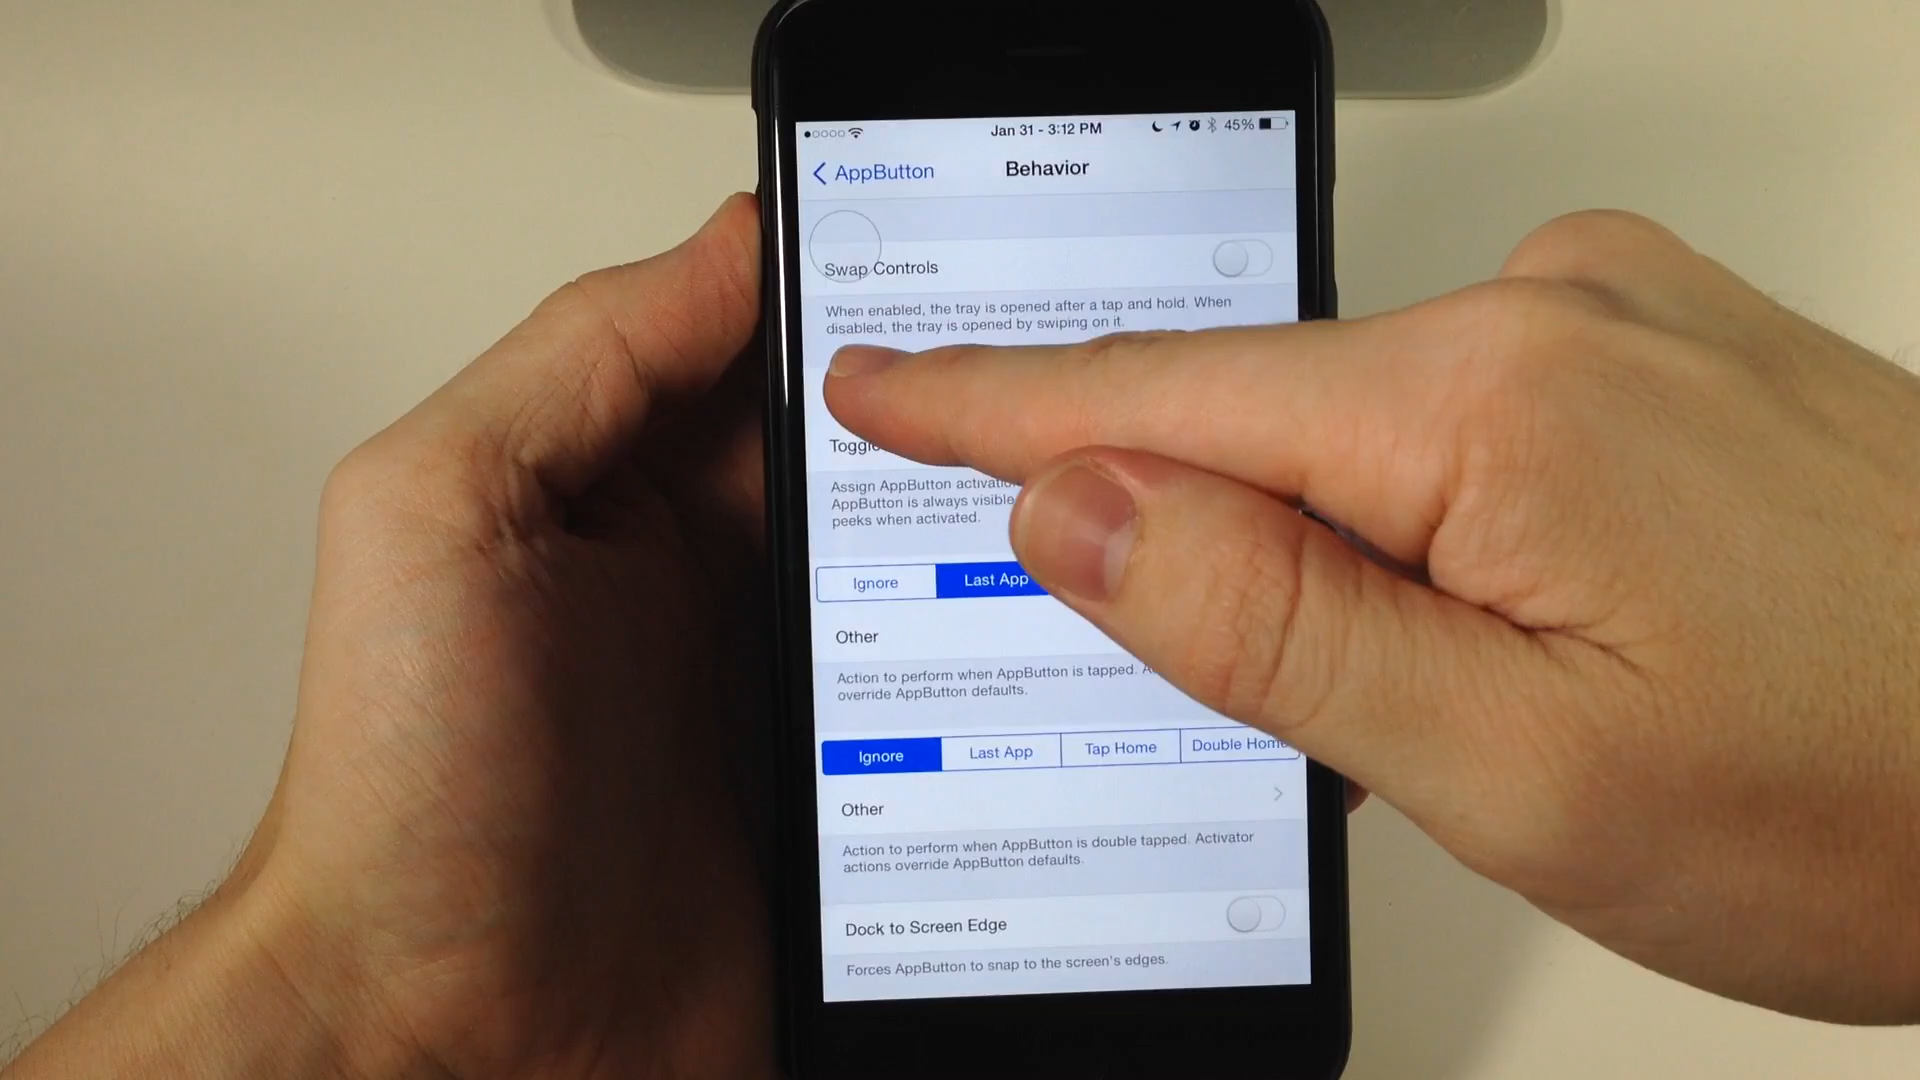 Jan 31 - 3:12 PM
45%
AppButton
Behavior
Swap Controls
When enabled, the tray is opened after a tap and hold. When
disabled, the tray is opened by swiping on it.
Assign AppButton
AppButton is always visible
peeks when activated.
Ignore
Last App
Other
Action to perform when AppButton is tapped.
override AppButton defaults.
Ignore
Last App
Tap Home
Double Home
Other
Action to perform when AppButton is double tapped. Activator
actions override AppButton defaults.
Dock to Screen Edge
Forces AppButton to snap to the screen's edges.